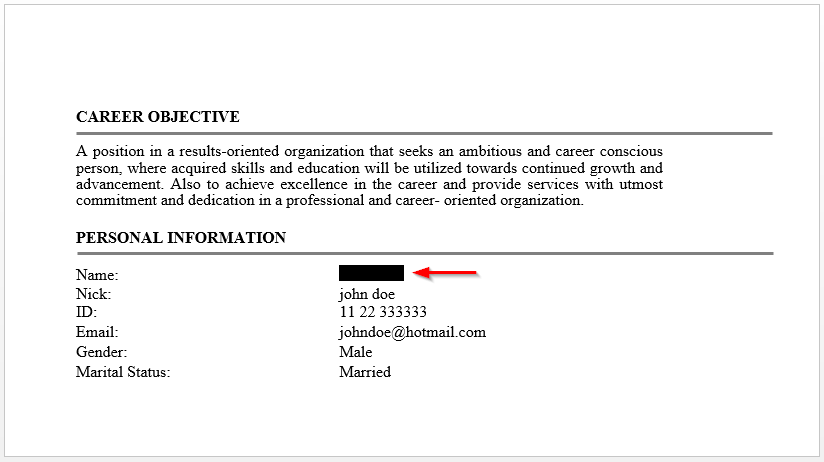 CAREER OBJECTIVE
A position in a results-oriented organization that seeks an ambitious and career conscious
person, where acquired skills and education will be utilized towards continued growth and
advancement. Also to achieve excellence in the career and provide services with utmost
commitment and dedication in a professional and career- oriented organization.
PERSONAL INFORMATION
Name:
Nick: john doe
ID: 11 22 333333
Email: johndoe@hotmail.com
Gender: Male
Marital Status: Married